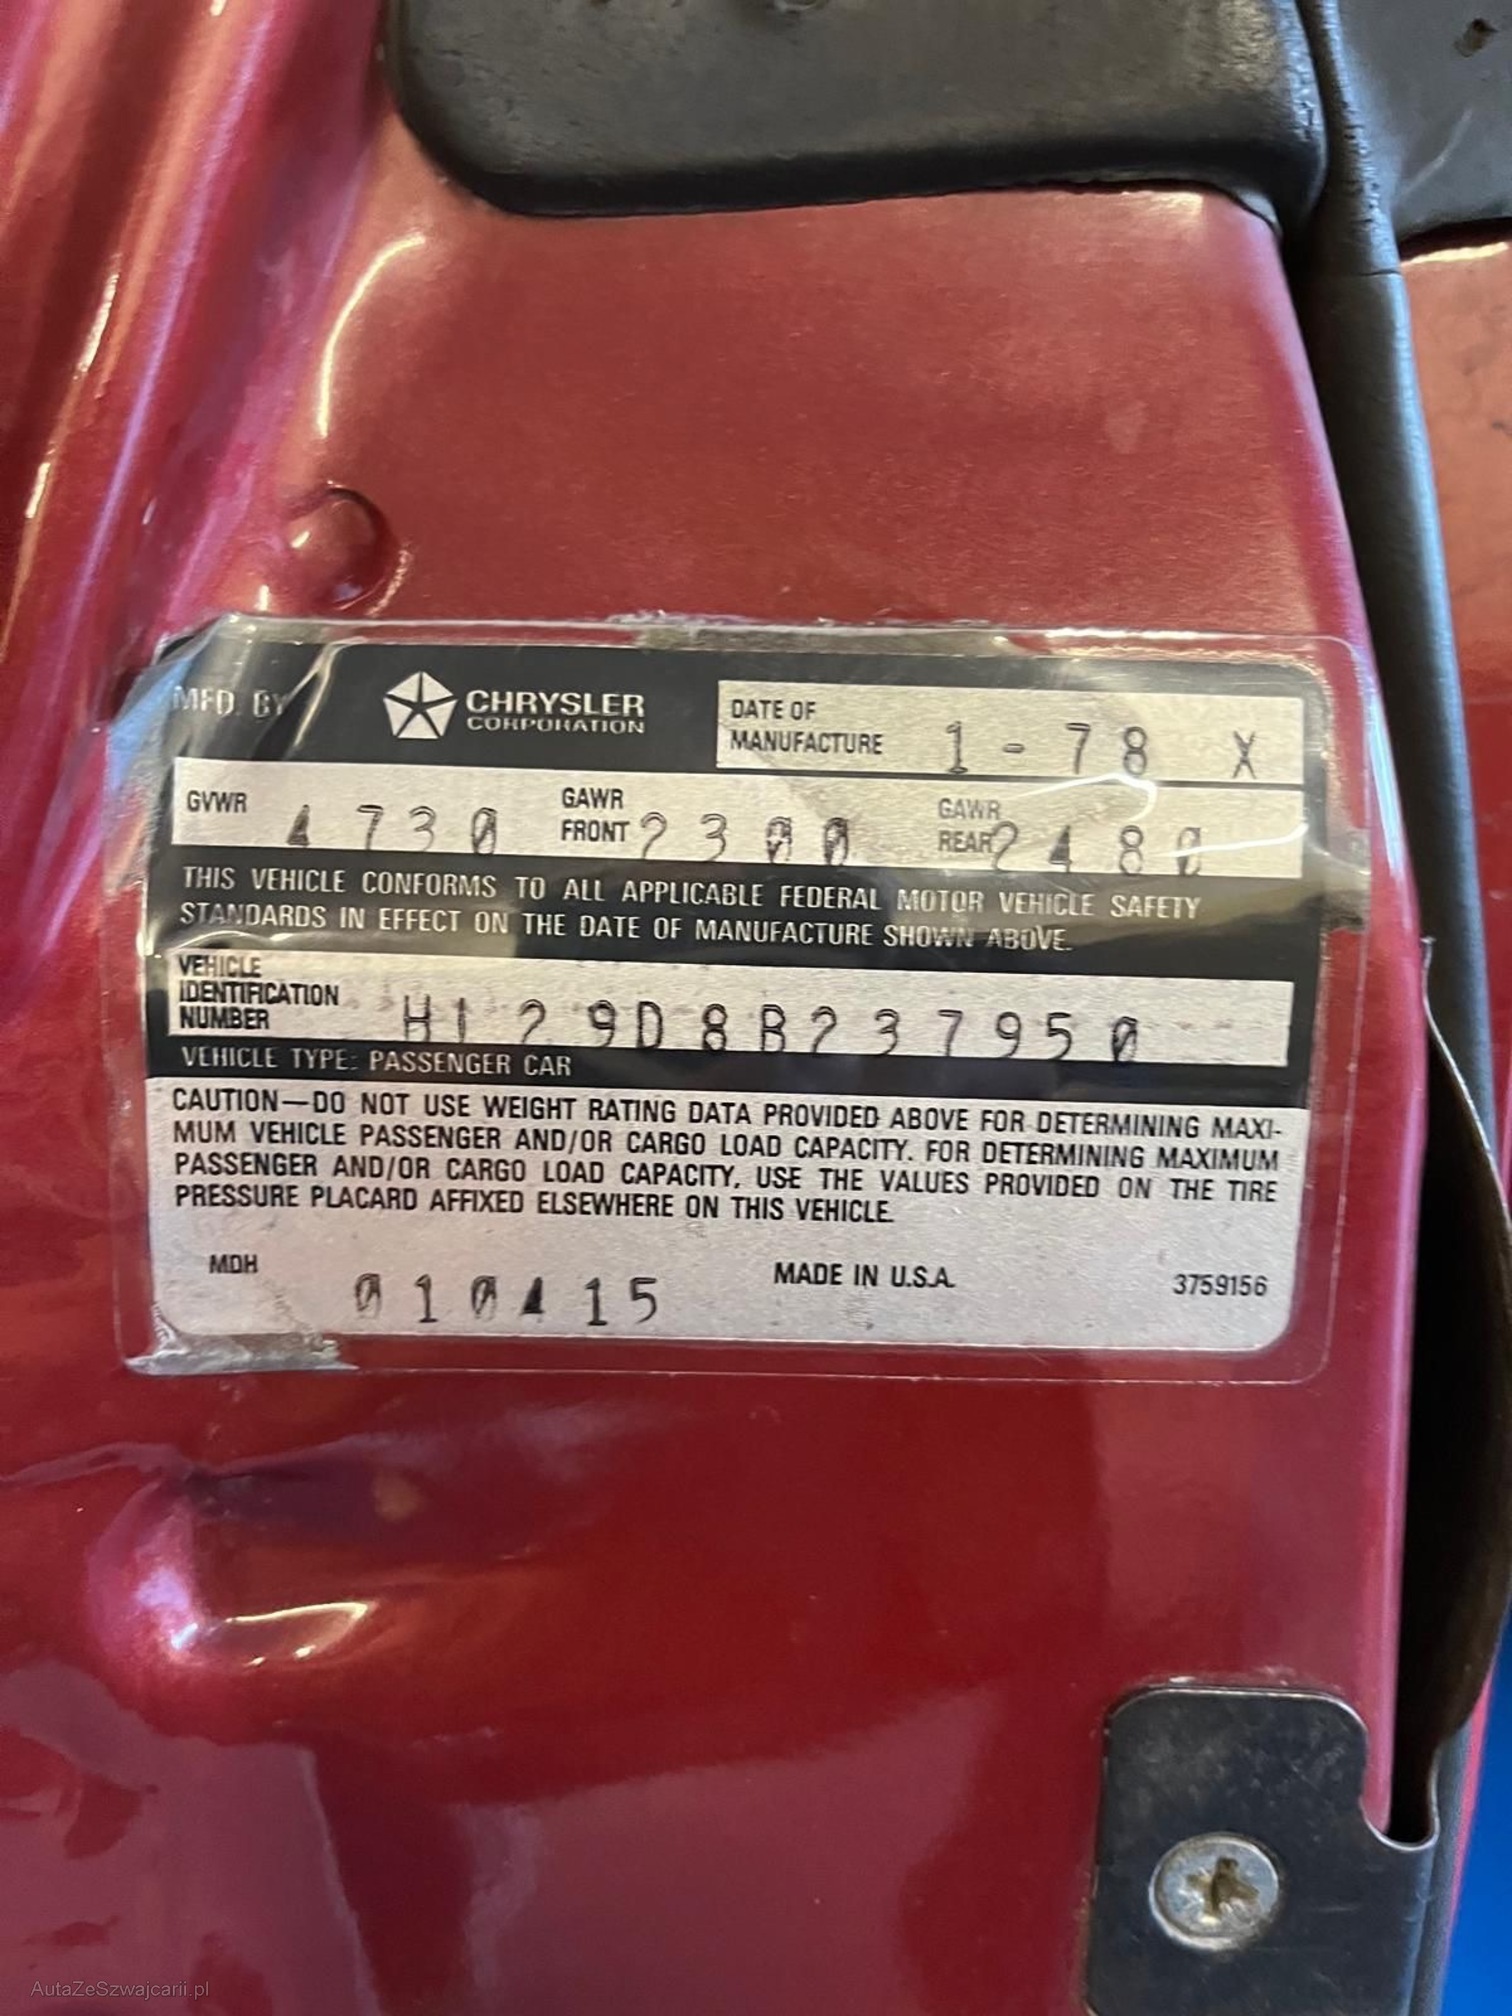 MFD. BY CHRYSLER CORPORATION
DATE OF MANUFACTURE 1-78 X
GVWR 4730 GAWR FRONT 2300 GAWR REAR 2480
THIS VEHICLE CONFORMS TO ALL APPLICABLE FEDERAL MOTOR VEHICLE SAFETY
STANDARDS IN EFFECT ON THE DATE OF MANUFACTURE SHOWN ABOVE.
VEHICLE IDENTIFICATION NUMBER HL29D8B237950
VEHICLE TYPE: PASSENGER CAR
CAUTION—DO NOT USE WEIGHT RATING DATA PROVIDED ABOVE FOR DETERMINING MAXI-
MUM VEHICLE PASSENGER AND/OR CARGO LOAD CAPACITY. FOR DETERMINING MAXIMUM
PASSENGER AND/OR CARGO LOAD CAPACITY, USE THE VALUES PROVIDED ON THE TIRE
PRESSURE PLACARD AFFIXED ELSEWHERE ON THIS VEHICLE.
MDH 010415 MADE IN U.S.A. 3759156
AutaZeSzwajcarii.pl